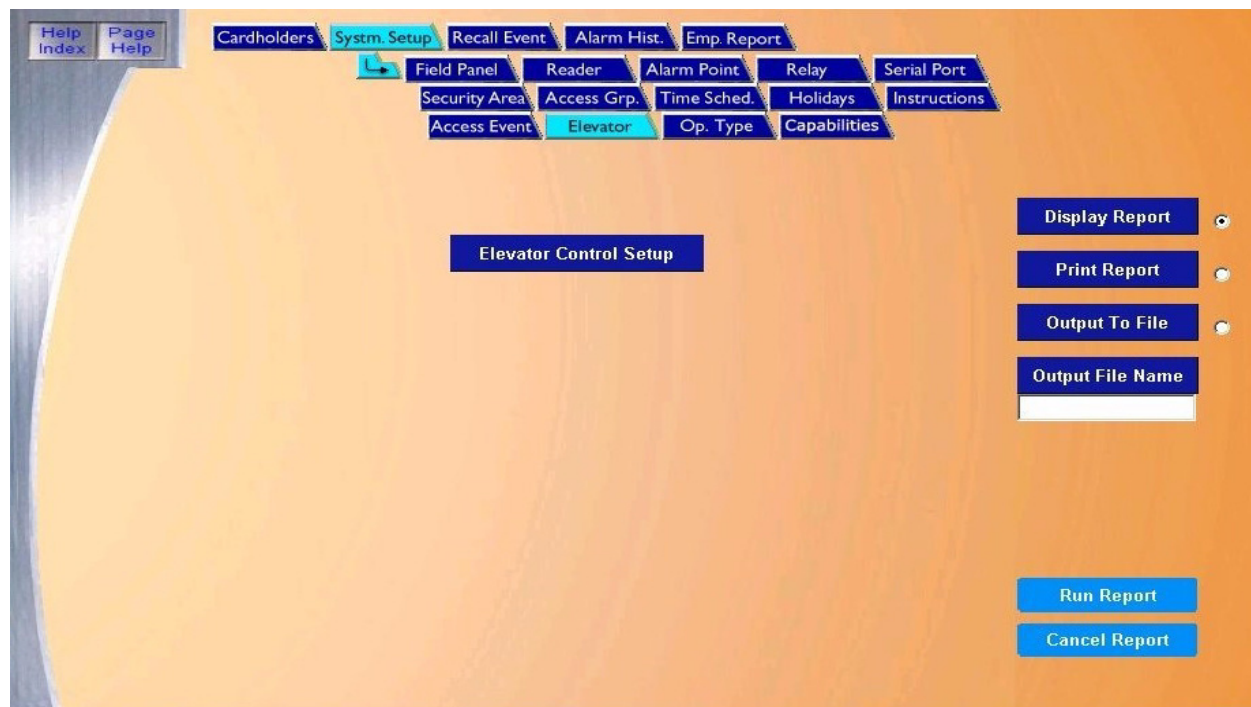 Help Index
Page Help
Cardholders Systm. Setup Recall Event Alarm Hist. Emp. Report
Field Panel Reader Alarm Point Relay Serial Port
Security Area Access Grp. Time Sched. Holidays Instructions
Access Event Elevator Op. Type Capabilities
Display Report
Elevator Control Setup
Print Report
Output To File
Output File Name
Run Report
Cancel Report